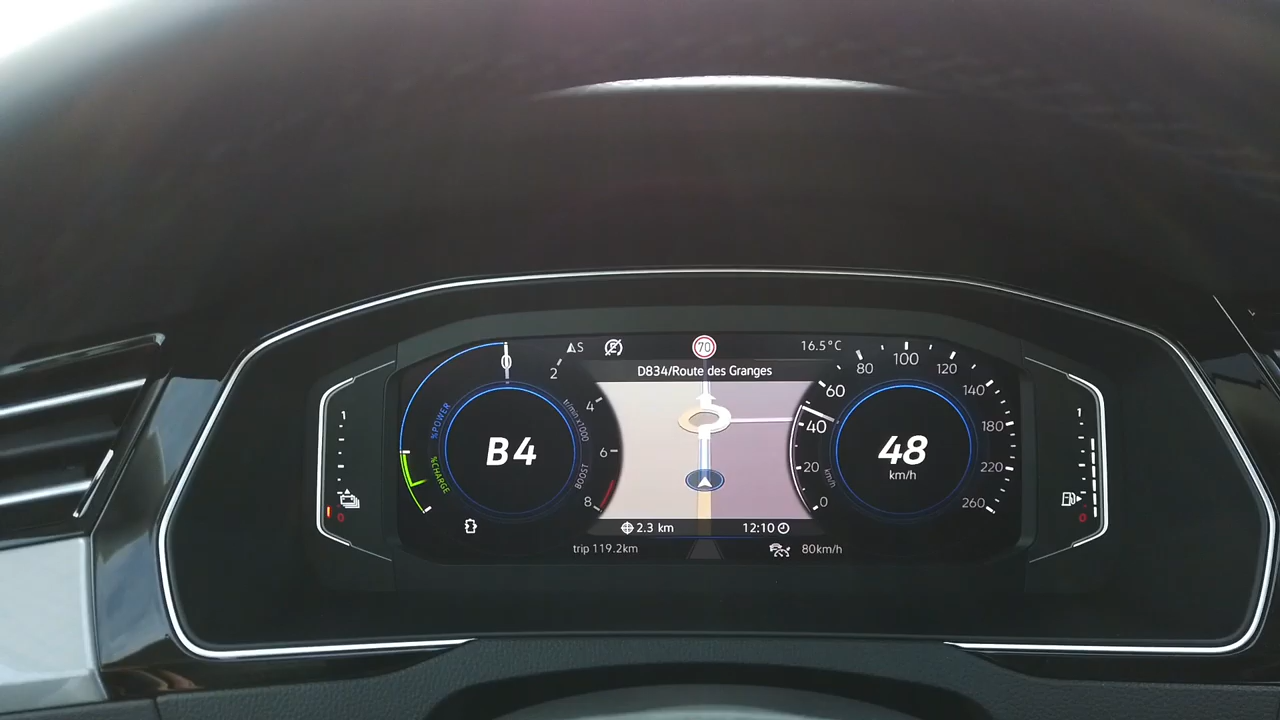 S
70
16.5°C
D834/Route des Granges
0 2 4 6 8
%POWER
%CHARGE
t/min x1000
BOOST
B4
0 20 40 60 80 100 120 140 180 220 260
km/h
48
km/h
1
0
1
0
2.3 km
12:10
trip 119.2km
80km/h